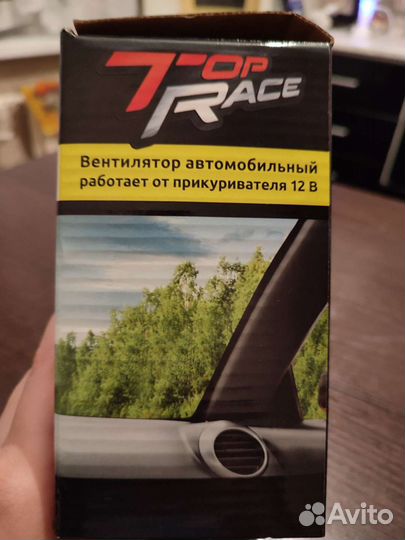 TOP
RACE
Вентилятор автомобильный
работает от прикуривателя 12 В
Avito